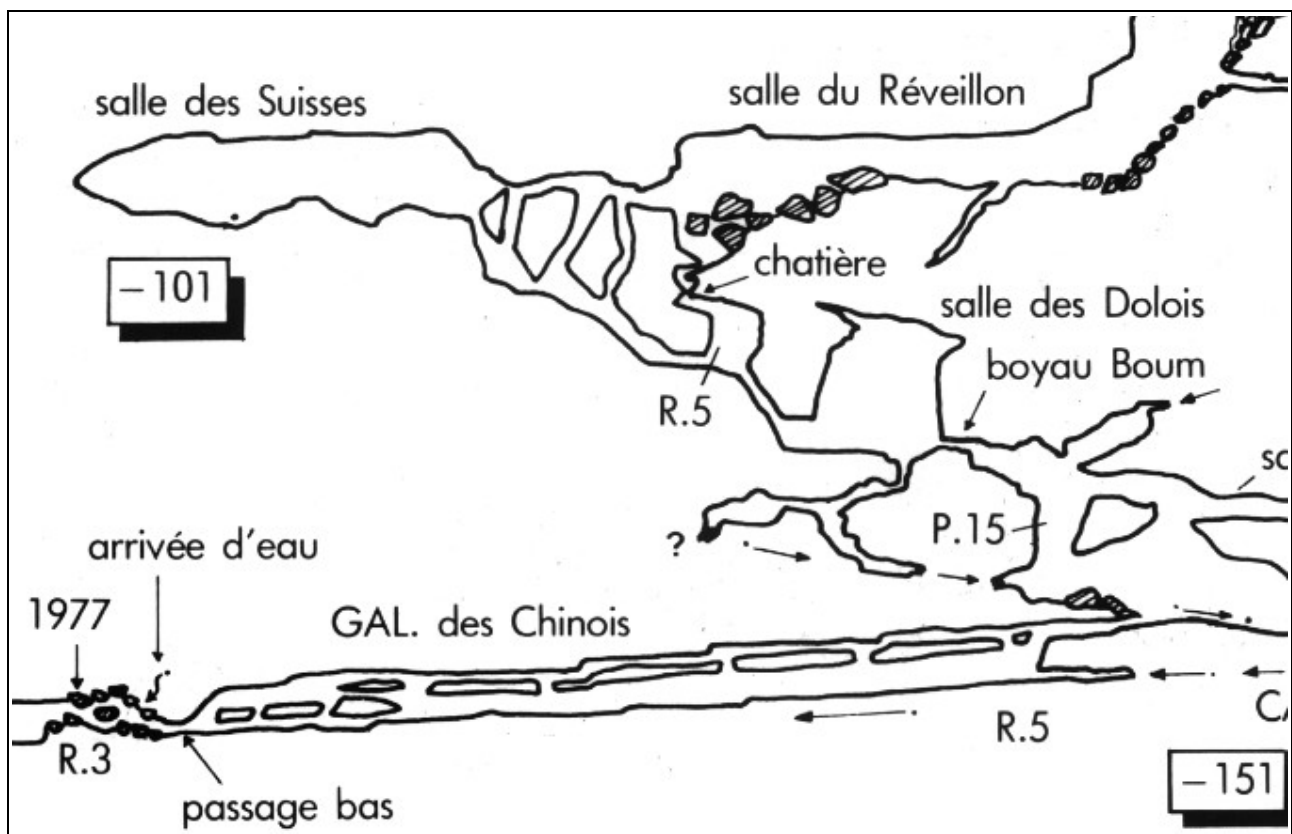 salle des Suisses
salle du Réveillon
– 101
chatière
salle des Dolois
boyau Boum
R.5
P.15
?
arrivée d'eau
1977
GAL. des Chinois
R.5
R.3
passage bas
– 151